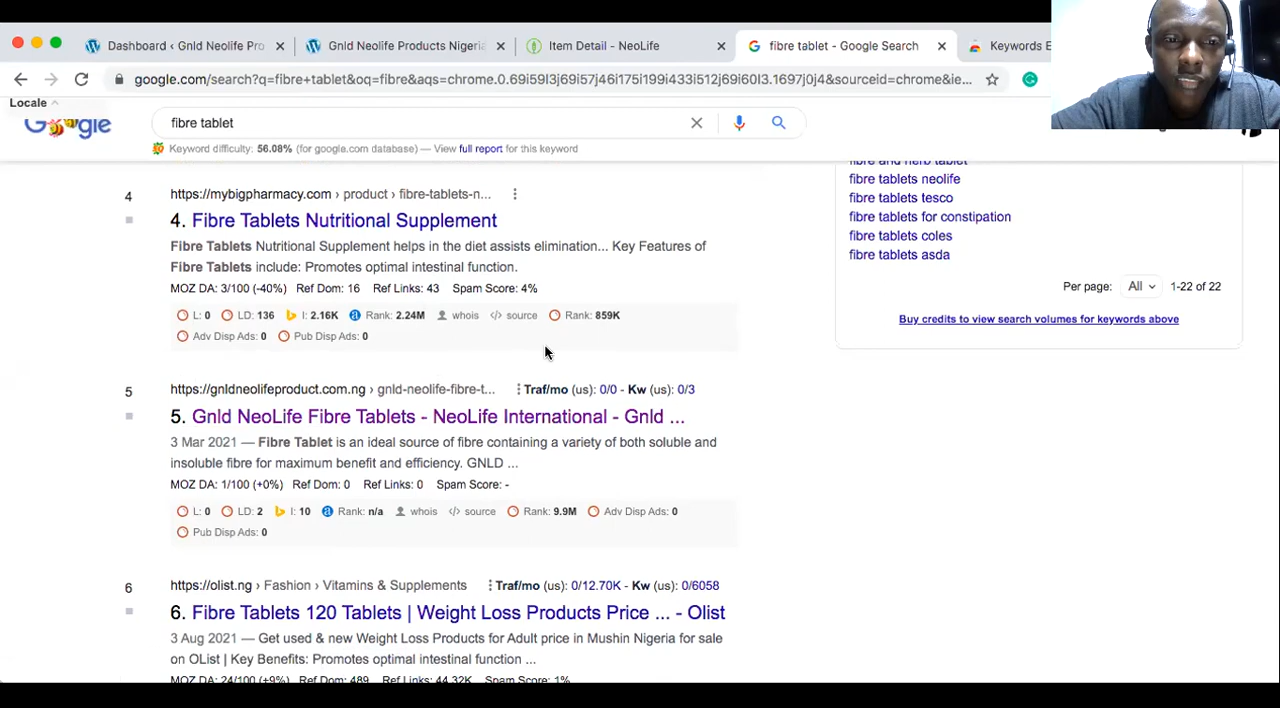 Dashboard ‹ Gnld Neolife Pro
Gnld Neolife Products Nigeria
Item Detail - NeoLife
fibre tablet - Google Search
Keywords E
google.com/search?q=fibre+tablet&oq=fibre&aqs=chrome.0.69i59l3j69i57j46i175i199i433i512j69i60l3.1697j0j4&sourceid=chrome&ie...
Locale
Google
fibre tablet
Keyword difficulty: 56.08% (for google.com database) — View full report for this keyword
4
https://mybigpharmacy.com › product › fibre-tablets-n...
4. Fibre Tablets Nutritional Supplement
Fibre Tablets Nutritional Supplement helps in the diet assists elimination... Key Features of
Fibre Tablets include: Promotes optimal intestinal function.
MOZ DA: 3/100 (-40%) Ref Dom: 16 Ref Links: 43 Spam Score: 4%
L: 0 LD: 136 I: 2.16K Rank: 2.24M whois source Rank: 859K
Adv Disp Ads: 0 Pub Disp Ads: 0
5
https://gnldneolifeproduct.com.ng › gnld-neolife-fibre-t... Traf/mo (us): 0/0 - Kw (us): 0/3
5. Gnld NeoLife Fibre Tablets - NeoLife International - Gnld ...
3 Mar 2021 — Fibre Tablet is an ideal source of fibre containing a variety of both soluble and
insoluble fibre for maximum benefit and efficiency. GNLD ...
MOZ DA: 1/100 (+0%) Ref Dom: 0 Ref Links: 0 Spam Score: -
L: 0 LD: 2 I: 10 Rank: n/a whois source Rank: 9.9M Adv Disp Ads: 0
Pub Disp Ads: 0
6
https://olist.ng › Fashion › Vitamins & Supplements Traf/mo (us): 0/12.70K - Kw (us): 0/6058
6. Fibre Tablets 120 Tablets | Weight Loss Products Price ... - Olist
3 Aug 2021 — Get used & new Weight Loss Products for Adult price in Mushin Nigeria for sale
on OList | Key Benefits: Promotes optimal intestinal function ...
MOZ DA: 24/100 (+9%) Ref Dom: 489 Ref Links: 44.32K Spam Score: 1%
fibre and herb tablet
fibre tablets neolife
fibre tablets tesco
fibre tablets for constipation
fibre tablets coles
fibre tablets asda
Per page: All 1-22 of 22
Buy credits to view search volumes for keywords above